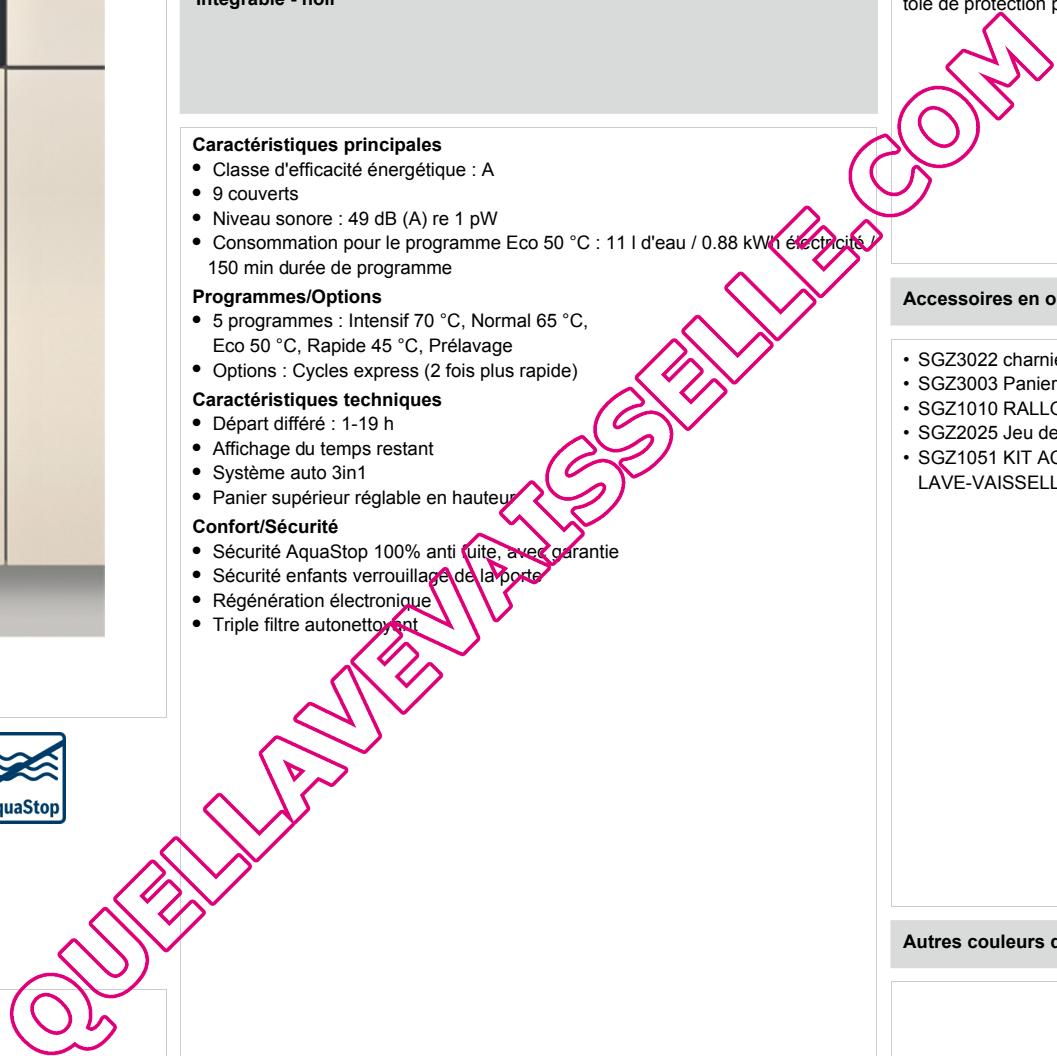 Intégrable - noir
tôle de protection
Caractéristiques principales
• Classe d'efficacité énergétique : A
• 9 couverts
• Niveau sonore : 49 dB (A) re 1 pW
• Consommation pour le programme Eco 50 °C : 11 l d'eau / 0.88 kWh électricité /
150 min durée de programme
Programmes/Options
• 5 programmes : Intensif 70 °C, Normal 65 °C,
Eco 50 °C, Rapide 45 °C, Prélavage
• Options : Cycles express (2 fois plus rapide)
Caractéristiques techniques
• Départ différé : 1-19 h
• Affichage du temps restant
• Système auto 3in1
• Panier supérieur réglable en hauteur
Confort/Sécurité
• Sécurité AquaStop 100% anti fuite, avec garantie
• Sécurité enfants verrouillage de la porte
• Régénération électronique
• Triple filtre autonettoyant
uaStop
Accessoires en o
• SGZ3022 charniè
• SGZ3003 Panier
• SGZ1010 RALLO
• SGZ2025 Jeu de
• SGZ1051 KIT AQ
LAVE-VAISSELL
Autres couleurs d
QUELLAVEVAISSELLE.COM